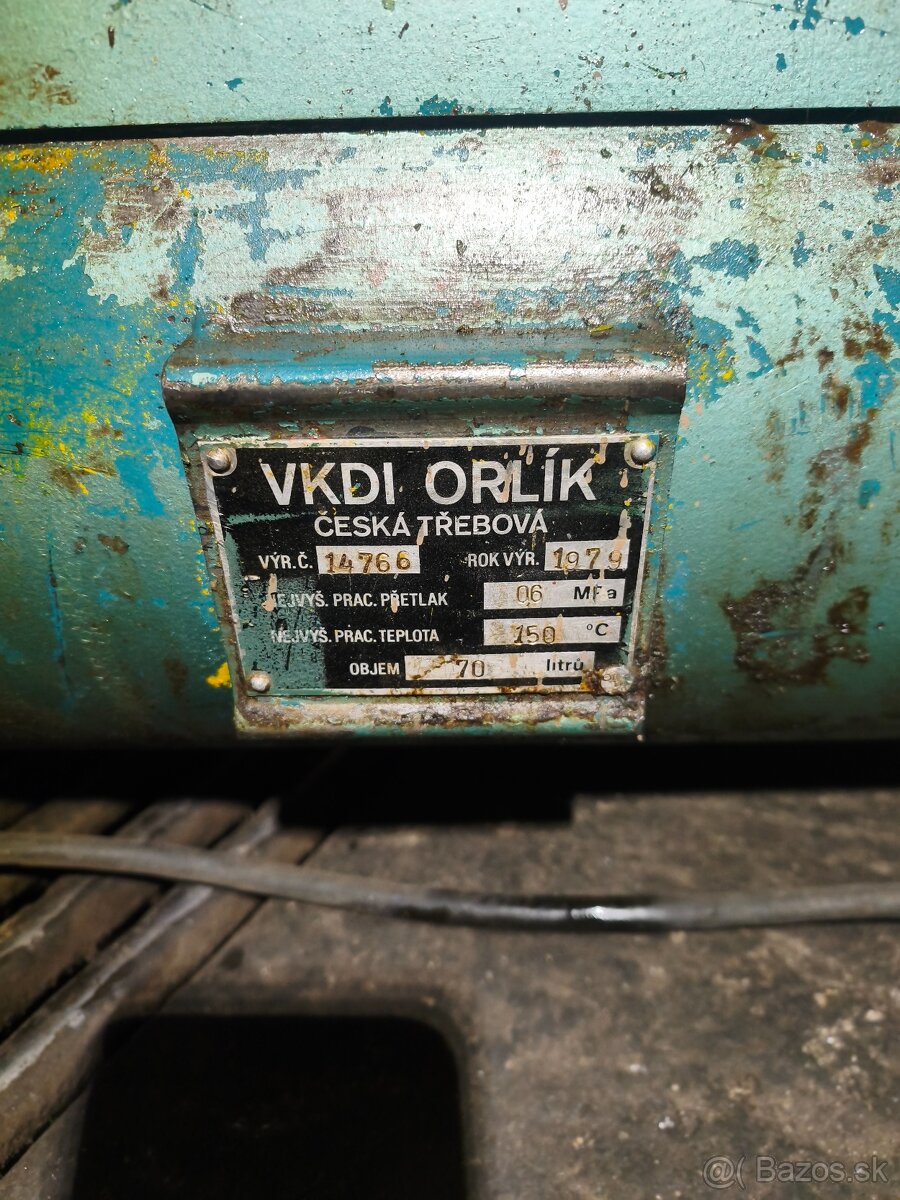 VKDI ORLÍK
ČESKÁ TŘEBOVÁ
VÝR. Č. 14766 ROK VÝR. 1979
NEJVYŠ. PRAC. PŘETLAK 06 MPa
NEJVYŠ. PRAC. TEPLOTA 150 °C
OBJEM 70 litrů
@( Bazos.sk